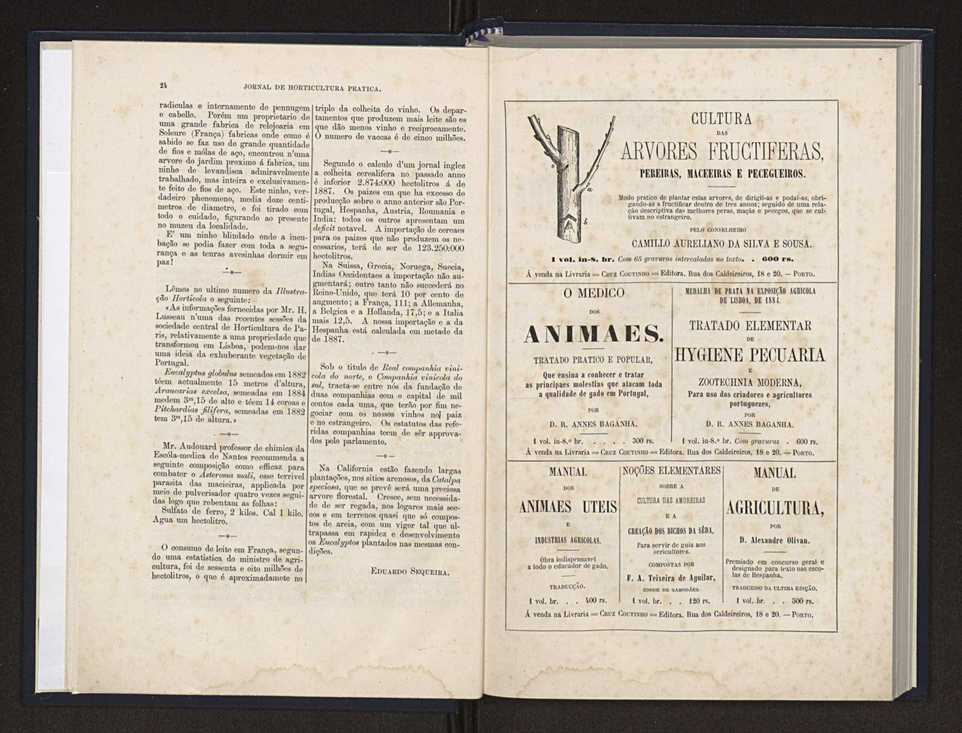 24
JORNAL DE HORTICULTURA PRATICA.
radiculas e internamente de pennugem
e cabello. Porém um proprietario de
uma grande fabrica de relojoaria em
Soleure (França) fabricas onde como é
sabido se faz uso de grande quantidade
de fios e mólas de aço, encontrou n'uma
arvore do jardim proximo á fabrica, um
ninho de levandisca admiravelmente
trabalhado, mas inteira e exclusivamen-
te feito de fios de aço. Este ninho, ver-
dadeiro phenomeno, media doze centi-
metros de diametro, e foi tirado com
todo o cuidado, figurando ao presente
no muzeu da localidade.
E' um ninho blindado onde a incu-
bação se podia fazer com toda a segu-
rança e as tenras avesinhas dormir em
paz!
Lêmos no ultimo numero da Illustra-
ção Horticola o seguinte:
«As informações fornecidas por Mr. H.
Lusseau n'uma das recentes sessões da
sociedade central de Horticultura de Pa-
ris, relativamente a uma propriedade que
transformou em Lisboa, podem-nos dar
uma ideia da exhuberante vegetação de
Portugal.
Eucalyptus globulus semeados em 1882
téem actualmente 15 metros d'altura,
Araucarias excelsa, semeadas em 1884
medem 3m,15 de alto e têem 14 coroas e
Pitchardias filifera, semeadas em 1882
tem 3m,15 de altura.»
Mr. Audouard professor de chimica da
Escóla-medica de Nantes recommenda a
seguinte composição como efficaz para
combater o Asteroma mali, esse terrivel
parasita das macieiras, applicada por
meio de pulverisador quatro vezes segui-
das logo que rebentam as folhas:
Sulfato de ferro, 2 kilos. Cal 1 kilo.
Agua um hectolitro.
O consumo de leite em França, segun-
do uma estatistica do ministro de agri-
cultura, foi de sessenta e oito milhões de
hectolitros, o que é aproximadamete no
triplo da colheita do vinho. Os depar-
tamentos que produzem mais leite são es
que dão menos vinho e reciprocamente.
O numero de vaccas é de cinco milhões.
Segundo o calculo d'um jornal inglez
a colheita cerealifera no passado anno
é inferior 2.874:000 hectolitros á de
1887. Os paizes em que ha excesso de
producção sobre o anno anterior são Por-
tugal, Hespanha, Austria, Roumania e
India: todos os outros apresentam um
deficit notavel. A importação de cereaes
para os paizes que não produzem os ne-
cessarios, terá de ser de 123.250:000
hectolitros.
Na Suissa, Grecia, Noruega, Suecia,
Indias Occidentaes a importação não au-
gmentará; outro tanto não succederá no
Reino-Unido, que terá 10 por cento de
augmento; a França, 111; a Allemanha,
a Belgica e a Hollanda, 17,5; e a Italia
mais 12,5. A nossa importação e a da
Hespanha está calculada em metade da
de 1887.
Sob o titulo de Real companhia vini-
cola do norte, e Companhia vinicola do
sul, tracta-se entre nós da fundação de
duas companhias com o capital de mil
contos cada uma, que terão por fim ne-
gociar com os nossos vinhos no paiz
e no estrangeiro. Os estatutos das refe-
ridas companhias teem de sêr approva-
dos pelo parlamento.
Na California estão fazendo largas
plantações, nos sitios arenosos, da Catalpa
speciosa, que se prevê será uma preciosa
arvore florestal. Cresce, sem necessida-
de de ser regada, nos logares mais sec-
cos e em terrenos quasi que só compos-
tos de areia, com um vigor tal que ul-
trapassa em rapidez e desenvolvimento
os Eucalyptos plantados nas mesmas con-
dições.
EDUARDO SEQUEIRA.
CULTURA
DAS
ARVORES FRUCTIFERAS,
PEREIRAS, MACEEIRAS E PECEGUEIROS.
Modo pratico de plantar estas arvores, de dirigil-as e podal-as, obri-
gando-as a fructificar dentro de tres annos; seguido de uma rela-
ção descriptiva das melhores peras, maçãs e pecegos, que se cul-
tivam no estrangeiro.
PELO CONSELHEIRO
CAMILLO AURELIANO DA SILVA E SOUSA.
1 vol. in-8. br. Com 65 gravuras intercaladas no texto. . 600 rs.
Á venda na Livraria — CRUZ COUTINHO — Editora. Rua dos Caldeireiros, 18 e 20. — PORTO.
O MEDICO
DOS
ANIMAES.
TRATADO PRATICO E POPULAR,
Que ensina a conhecer e tratar
as principaes molestias que atacam toda
a qualidade de gado em Portugal,
POR
D. R. ANNES BAGANHA.
1 vol. in-8.º br. . . . . 300 rs.
MEDALHA DE PRATA NA EXPOSIÇÃO AGRICOLA
DE LISBOA, DE 1884.
TRATADO ELEMENTAR
DE
HYGIENE PECUARIA
E
ZOOTECHNIA MODERNA,
Para uso dos criadores e agricultores
portuguezes,
POR
D. R. ANNES BAGANHA.
1 vol. in-8.º br. Com gravuras . 600 rs.
Á venda na Livraria — CRUZ COUTINHO — Editora. Rua dos Caldeireiros, 18 e 20. — PORTO.
MANUAL
DOS
ANIMAES UTEIS
E
INDUSTRIAS AGRICOLAS.
Obra indispensavel
a todo o educador de gado.
TRADUCÇÃO.
1 vol. br. . . 400 rs.
NOÇÕES ELEMENTARES
SOBRE A
CULTURA DAS AMOREIRAS
E A
CREAÇÃO DOS BICHOS DA SÊDA,
Para servir de guia aos
sericultores.
COMPOSTAS POR
F. A. Teixeira de Aguilar,
CONDE DE SAMODÃES.
1 vol. br. . . 120 rs.
MANUAL
DE
AGRICULTURA,
POR
D. Alexandre Olivan.
Premiado em concurso geral e
designado para texto nas esco-
las de Hespanha.
TRADUZIDO DA ULTIMA EDIÇÃO.
1 vol. br. . . 500 rs.
Á venda na Livraria — CRUZ COUTINHO — Editora. Rua dos Caldeireiros, 18 e 20. — PORTO.